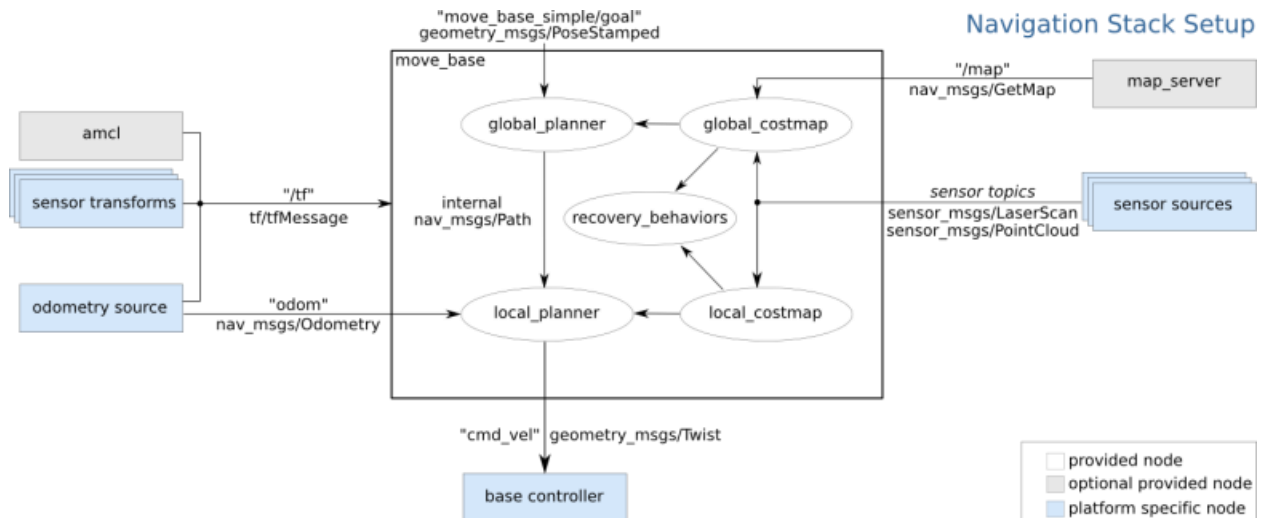 "move_base_simple/goal"
geometry_msgs/PoseStamped
Navigation Stack Setup
move_base
"/map"
nav_msgs/GetMap
map_server
amcl
global_planner
global_costmap
sensor transforms
"/tf"
tf/tfMessage
internal
nav_msgs/Path
recovery_behaviors
sensor topics
sensor_msgs/LaserScan
sensor_msgs/PointCloud
sensor sources
odometry source
"odom"
nav_msgs/Odometry
local_planner
local_costmap
"cmd_vel" geometry_msgs/Twist
base controller
provided node
optional provided node
platform specific node